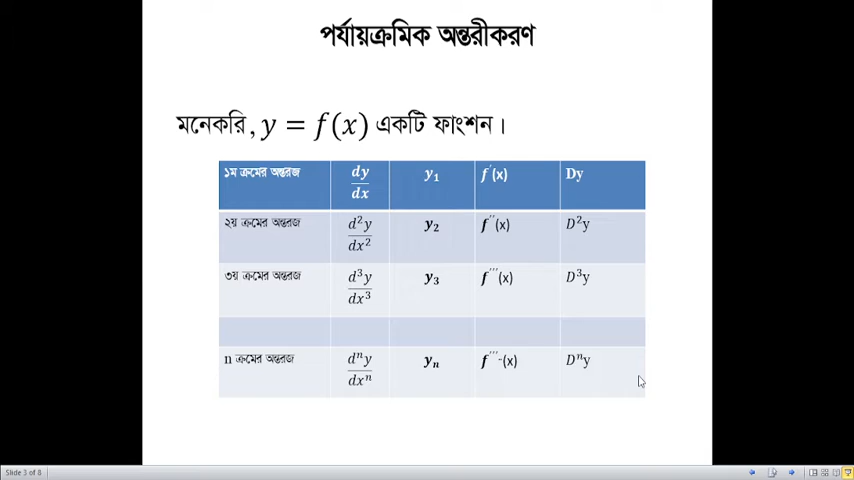 পর্যায়ক্রমিক অন্তরীকরণ
মনেকরি, y = f(x) একটি ফাংশন।
১ম ক্রমের অন্তরজ dy/dx y₁ f′(x) Dy
২য় ক্রমের অন্তরজ d²y/dx² y₂ f′′(x) D²y
৩য় ক্রমের অন্তরজ d³y/dx³ y₃ f′′′(x) D³y
n ক্রমের অন্তরজ dⁿy/dxⁿ yₙ f′′′··(x) Dⁿy
Slide 3 of 8